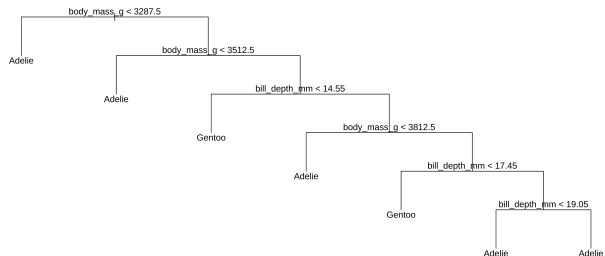 body_mass_g < 3287.5
body_mass_g < 3512.5
Adelie
bill_depth_mm < 14.55
Adelie
body_mass_g < 3812.5
Gentoo
bill_depth_mm < 17.45
Adelie
bill_depth_mm < 19.05
Gentoo
Adelie
Adelie